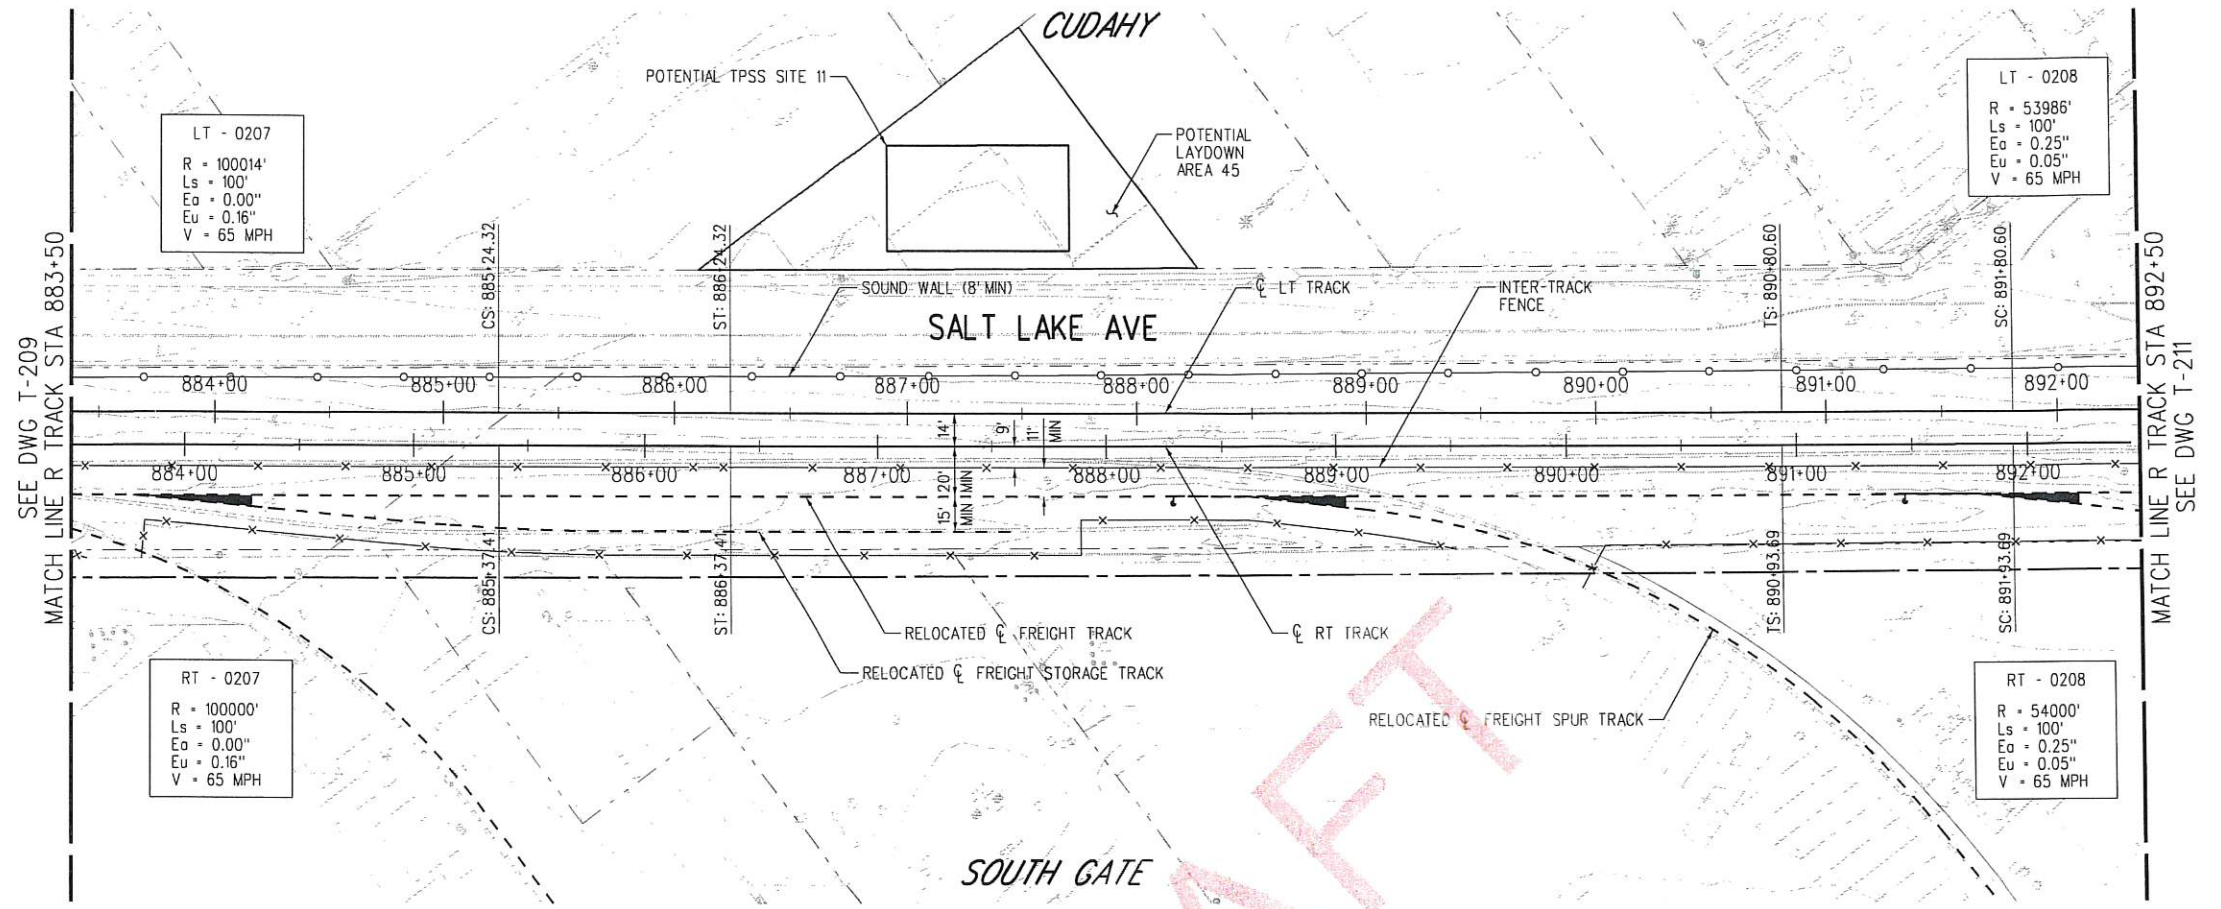 CUDAHY
POTENTIAL TPSS SITE 11
POTENTIAL
LAYDOWN
AREA 45
LT - 0207
R = 100014'
Ls = 100'
Ea = 0.00"
Eu = 0.16"
V = 65 MPH
LT - 0208
R = 53986'
Ls = 100'
Ea = 0.25"
Eu = 0.05"
V = 65 MPH
SEE DWG T-209
MATCH LINE R TRACK STA 883+50
CS: 885+24.32
ST: 886+24.32
TS: 890+80.60
SC: 891+80.60
MATCH LINE R TRACK STA 892+50
SEE DWG T-211
SOUND WALL (8' MIN)
℄ LT TRACK
INTER-TRACK
FENCE
SALT LAKE AVE
884+00
885+00
886+00
887+00
888+00
889+00
890+00
891+00
892+00
14'
9'
11'
MIN
884+00
885+00
886+00
887+00
888+00
889+00
890+00
891+00
892+00
20'
MIN
15'
MIN
CS: 885+37.41
ST: 886+37.41
TS: 890+93.69
SC: 891+93.69
RELOCATED ℄ FREIGHT TRACK
℄ RT TRACK
RELOCATED ℄ FREIGHT STORAGE TRACK
RELOCATED ℄ FREIGHT SPUR TRACK
RT - 0207
R = 100000'
Ls = 100'
Ea = 0.00"
Eu = 0.16"
V = 65 MPH
RT - 0208
R = 54000'
Ls = 100'
Ea = 0.25"
Eu = 0.05"
V = 65 MPH
SOUTH GATE
AFT